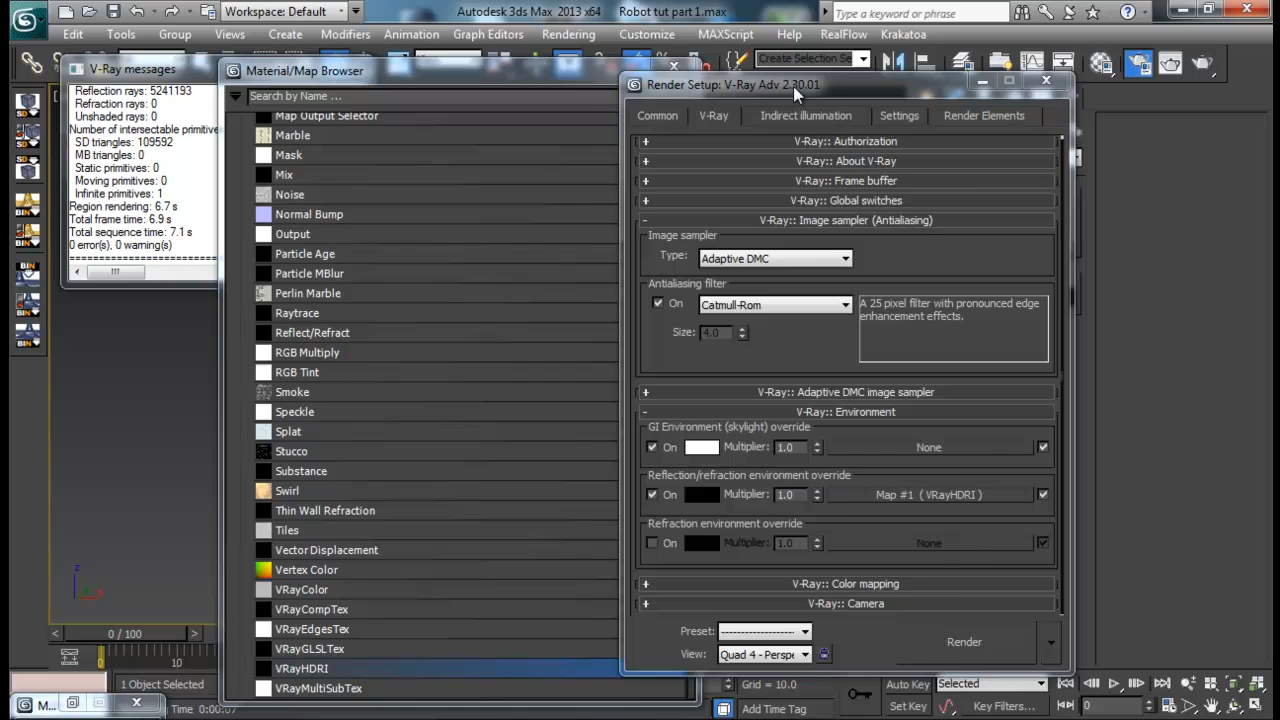 Workspace: Default
Autodesk 3ds Max 2013 x64 Robot tut part 1.max
Type a keyword or phrase
Edit Tools Group Views Create Modifiers Animation Graph Editors Rendering Customize MAXScript Help RealFlow Krakatoa
Create Selection Se
V-Ray messages
Reflection rays: 5241193
Refraction rays: 0
Unshaded rays: 0
Number of intersectable primitive
SD triangles: 109592
MB triangles: 0
Static primitives: 0
Moving primitives: 0
Infinite primitives: 1
Region rendering: 6.7 s
Total frame time: 6.9 s
Total sequence time: 7.1 s
0 error(s), 0 warning(s)
Material/Map Browser
Search by Name ...
Map Output Selector
Marble
Mask
Mix
Noise
Normal Bump
Output
Particle Age
Particle MBlur
Perlin Marble
Raytrace
Reflect/Refract
RGB Multiply
RGB Tint
Smoke
Speckle
Splat
Stucco
Substance
Swirl
Thin Wall Refraction
Tiles
Vector Displacement
Vertex Color
VRayColor
VRayCompTex
VRayEdgesTex
VRayGLSLTex
VRayHDRI
VRayMultiSubTex
Render Setup: V-Ray Adv 2.30.01
Common V-Ray Indirect illumination Settings Render Elements
+ V-Ray:: Authorization
+ V-Ray:: About V-Ray
+ V-Ray:: Frame buffer
+ V-Ray:: Global switches
- V-Ray:: Image sampler (Antialiasing)
Image sampler
Type: Adaptive DMC
Antialiasing filter
On Catmull-Rom
Size: 4.0
A 25 pixel filter with pronounced edge
enhancement effects.
+ V-Ray:: Adaptive DMC image sampler
- V-Ray:: Environment
GI Environment (skylight) override
On Multiplier: 1.0 None
Reflection/refraction environment override
On Multiplier: 1.0 Map #1 ( VRayHDRI )
Refraction environment override
On Multiplier: 1.0 None
+ V-Ray:: Color mapping
+ V-Ray:: Camera
Preset: --------------------
View: Quad 4 - Perspe
Render
SD
SD
BIN
BIN
BIN
BIN
BIN
z
x
< 0 / 100 >
0 10
1 Object Selected
Time 0:00:07
M...
Grid = 10.0
Add Time Tag
Auto Key Selected
Set Key Key Filters...
0